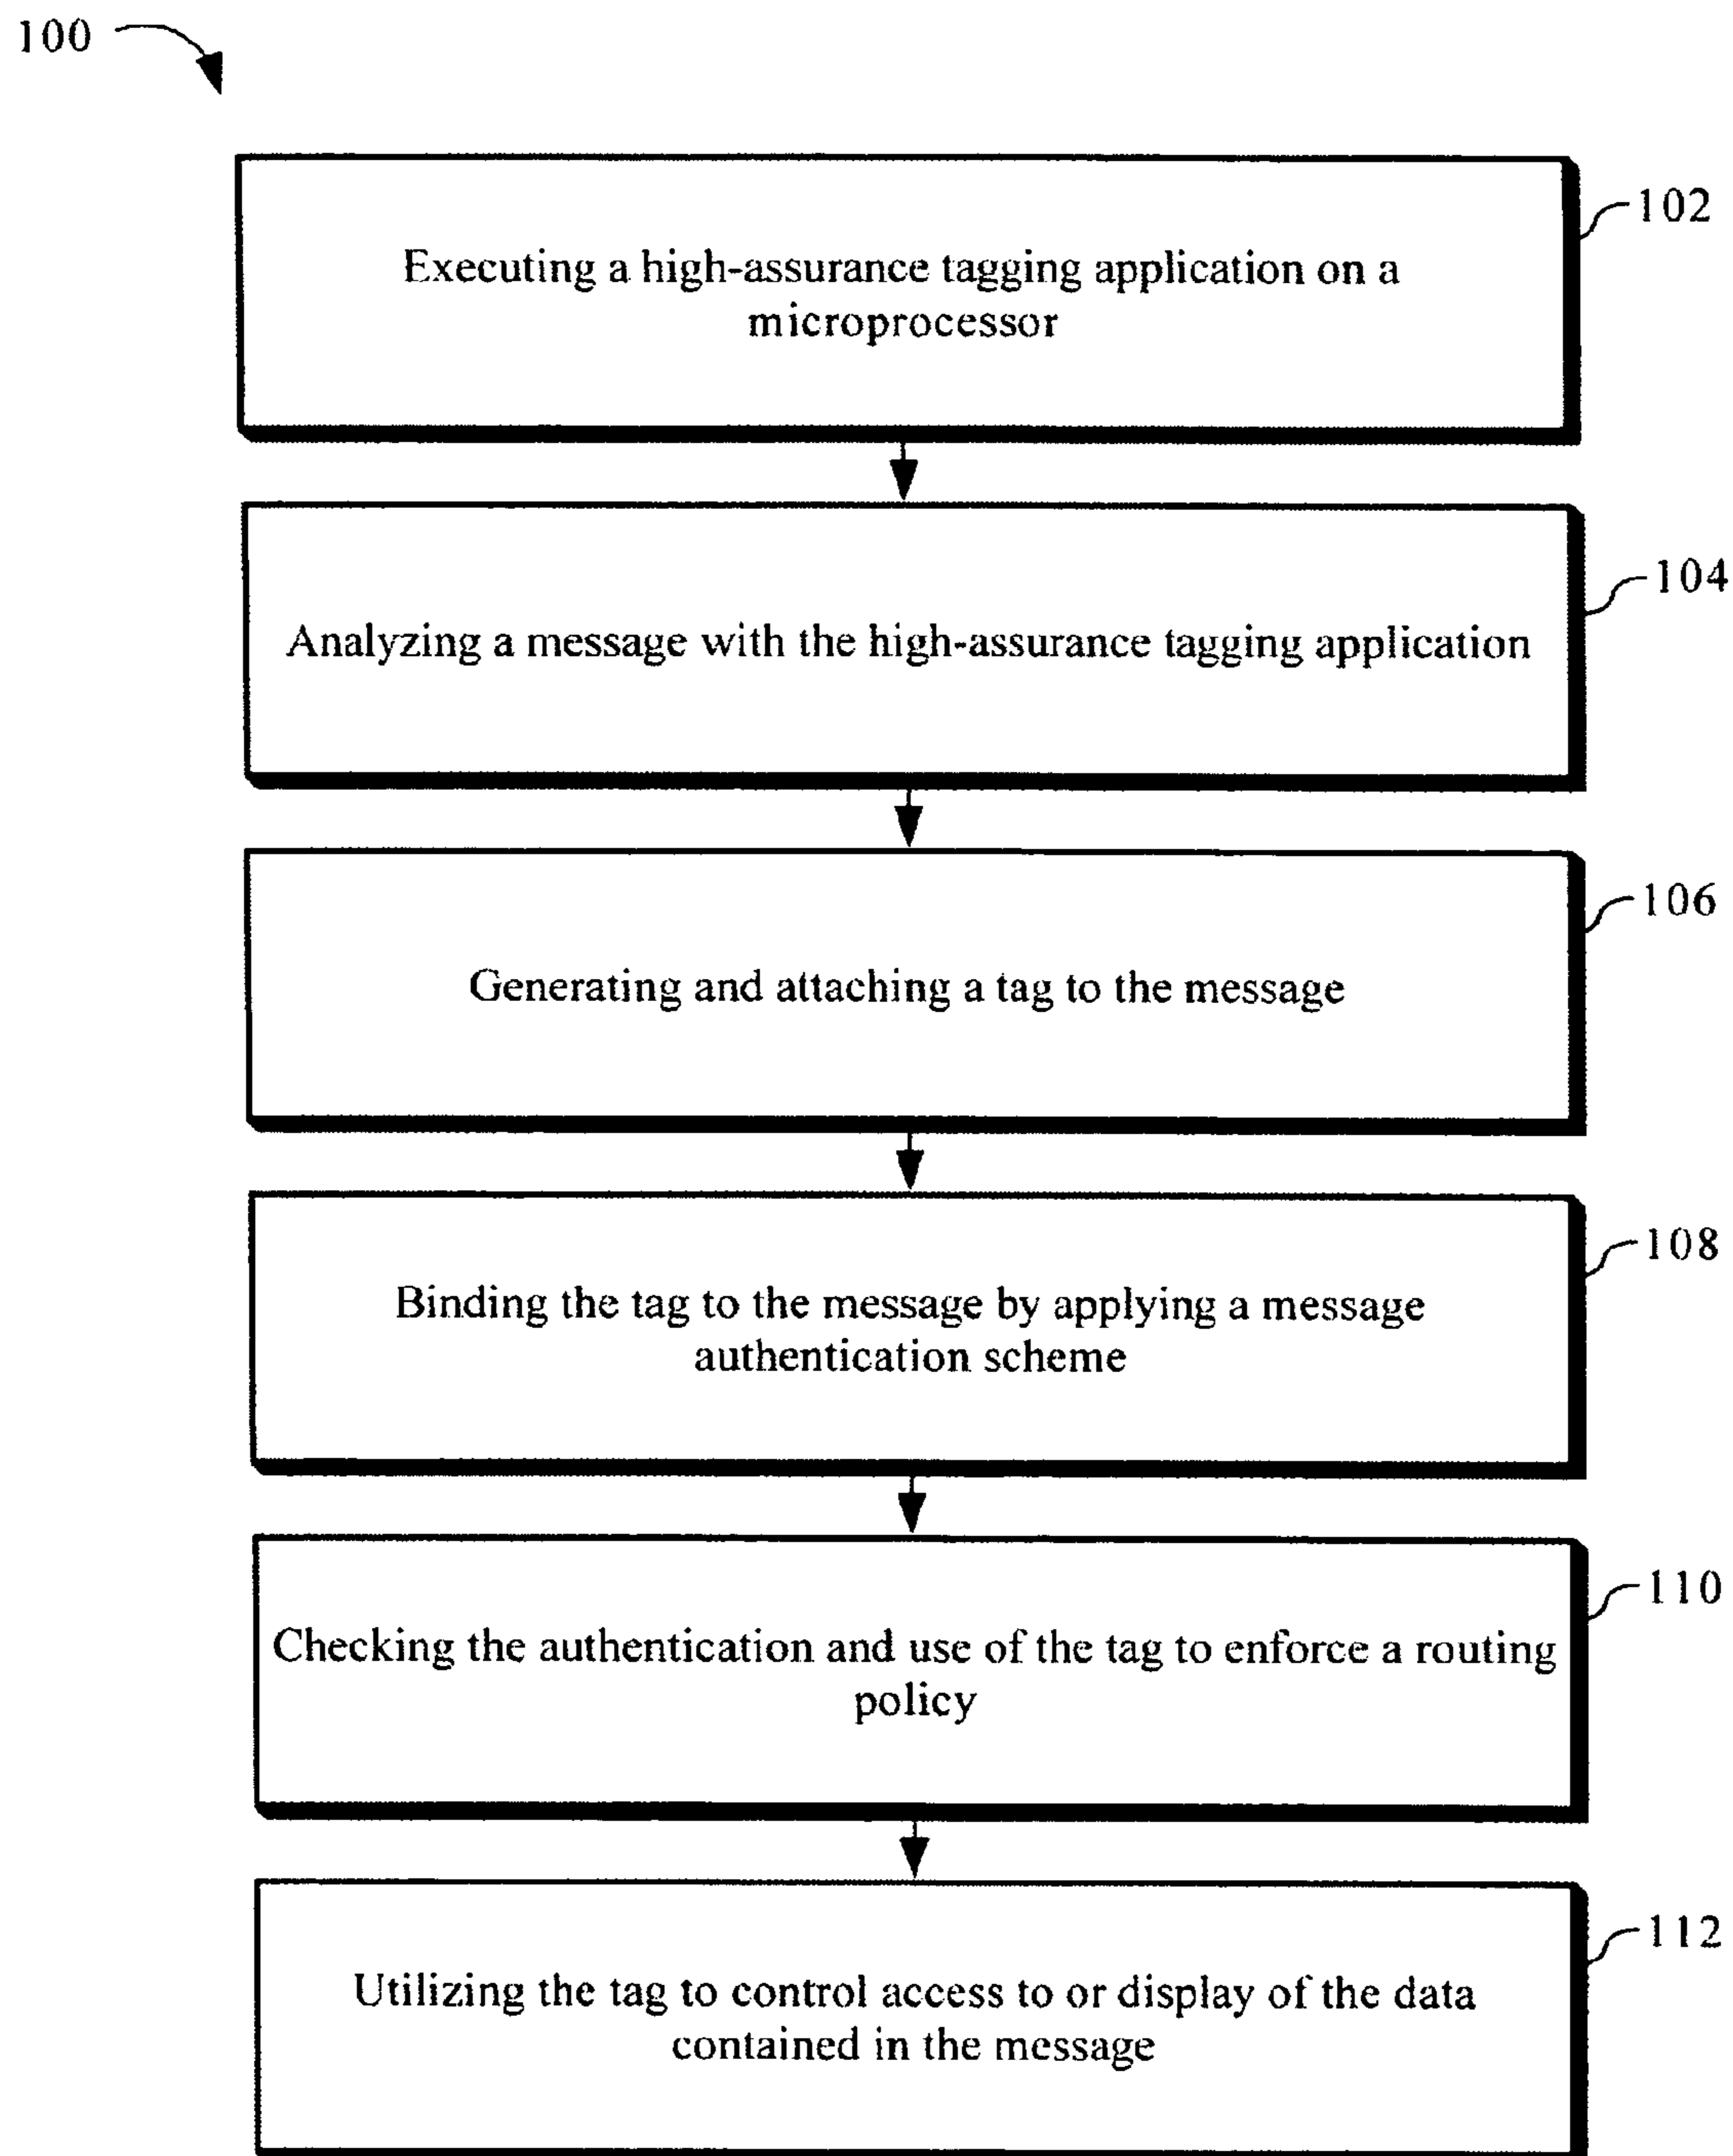 100
102
Executing a high-assurance tagging application on a
microprocessor
104
Analyzing a message with the high-assurance tagging application
106
Generating and attaching a tag to the message
108
Binding the tag to the message by applying a message
authentication scheme
110
Checking the authentication and use of the tag to enforce a routing
policy
112
Utilizing the tag to control access to or display of the data
contained in the message